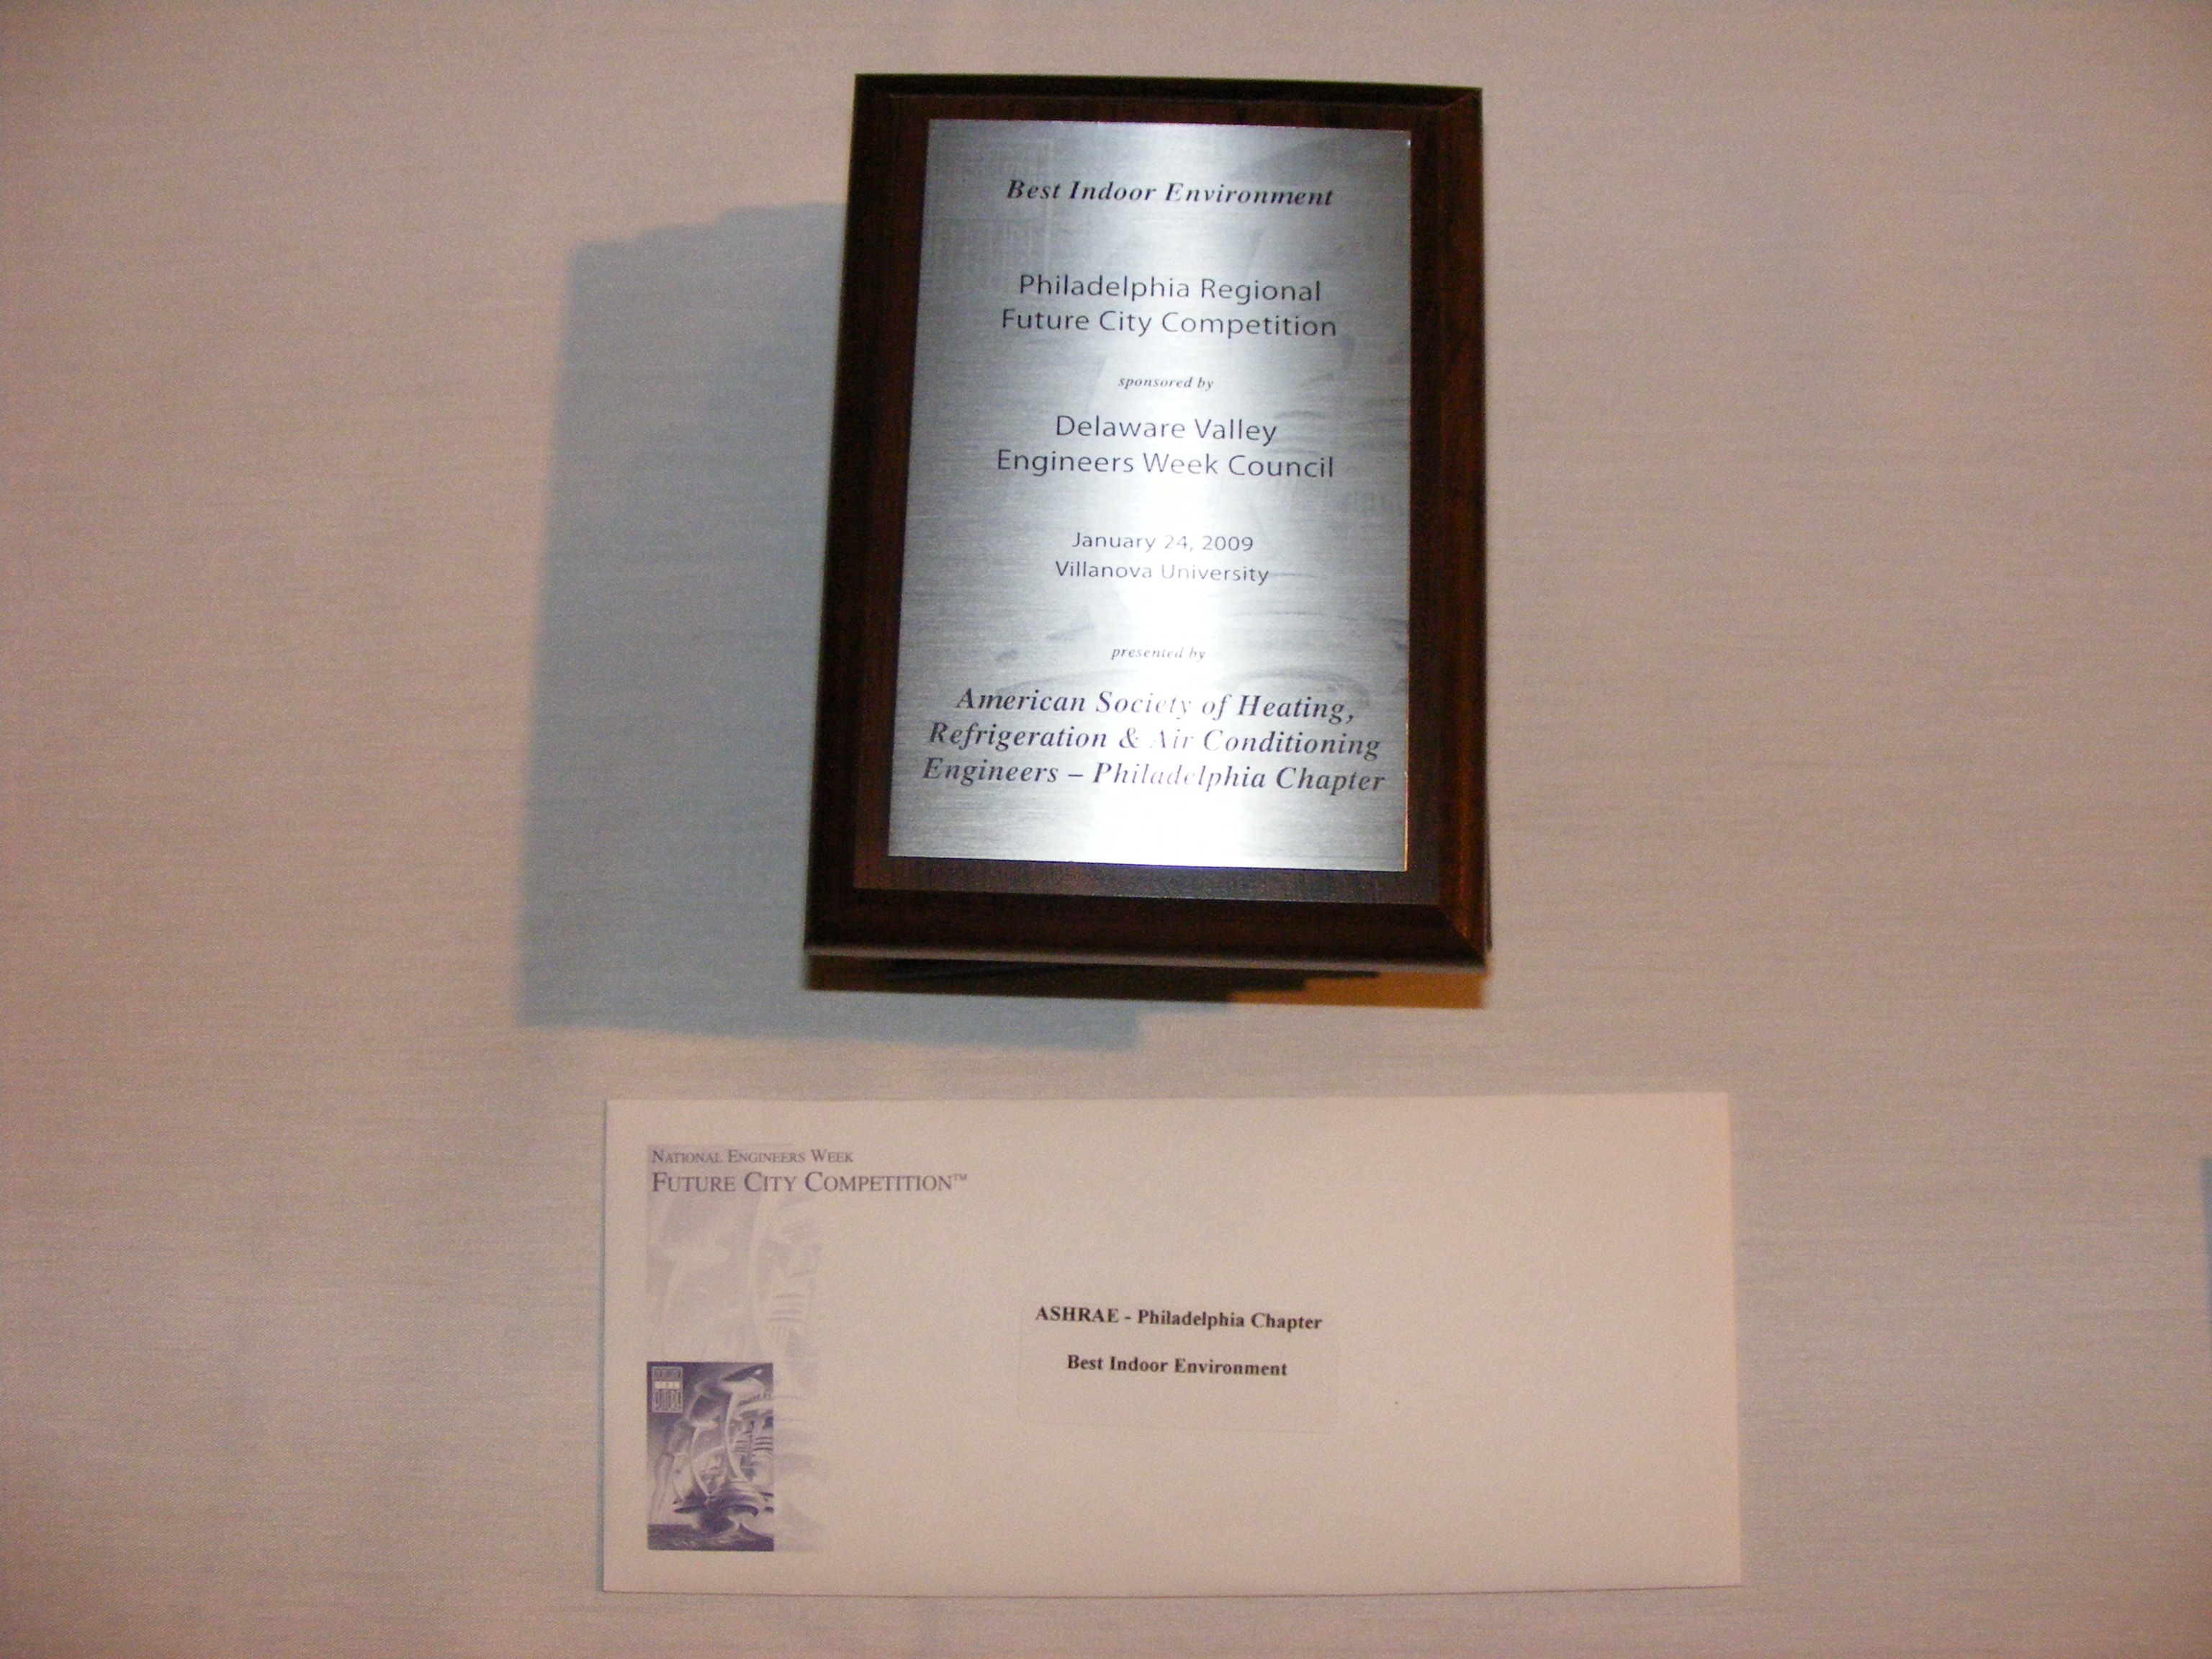 Best Indoor Environment
Philadelphia Regional
Future City Competition
sponsored by
Delaware Valley
Engineers Week Council
January 24, 2009
Villanova University
presented by
American Society of Heating,
Refrigeration & Air Conditioning
Engineers – Philadelphia Chapter
NATIONAL ENGINEERS WEEK
FUTURE CITY COMPETITION™
ASHRAE - Philadelphia Chapter
Best Indoor Environment